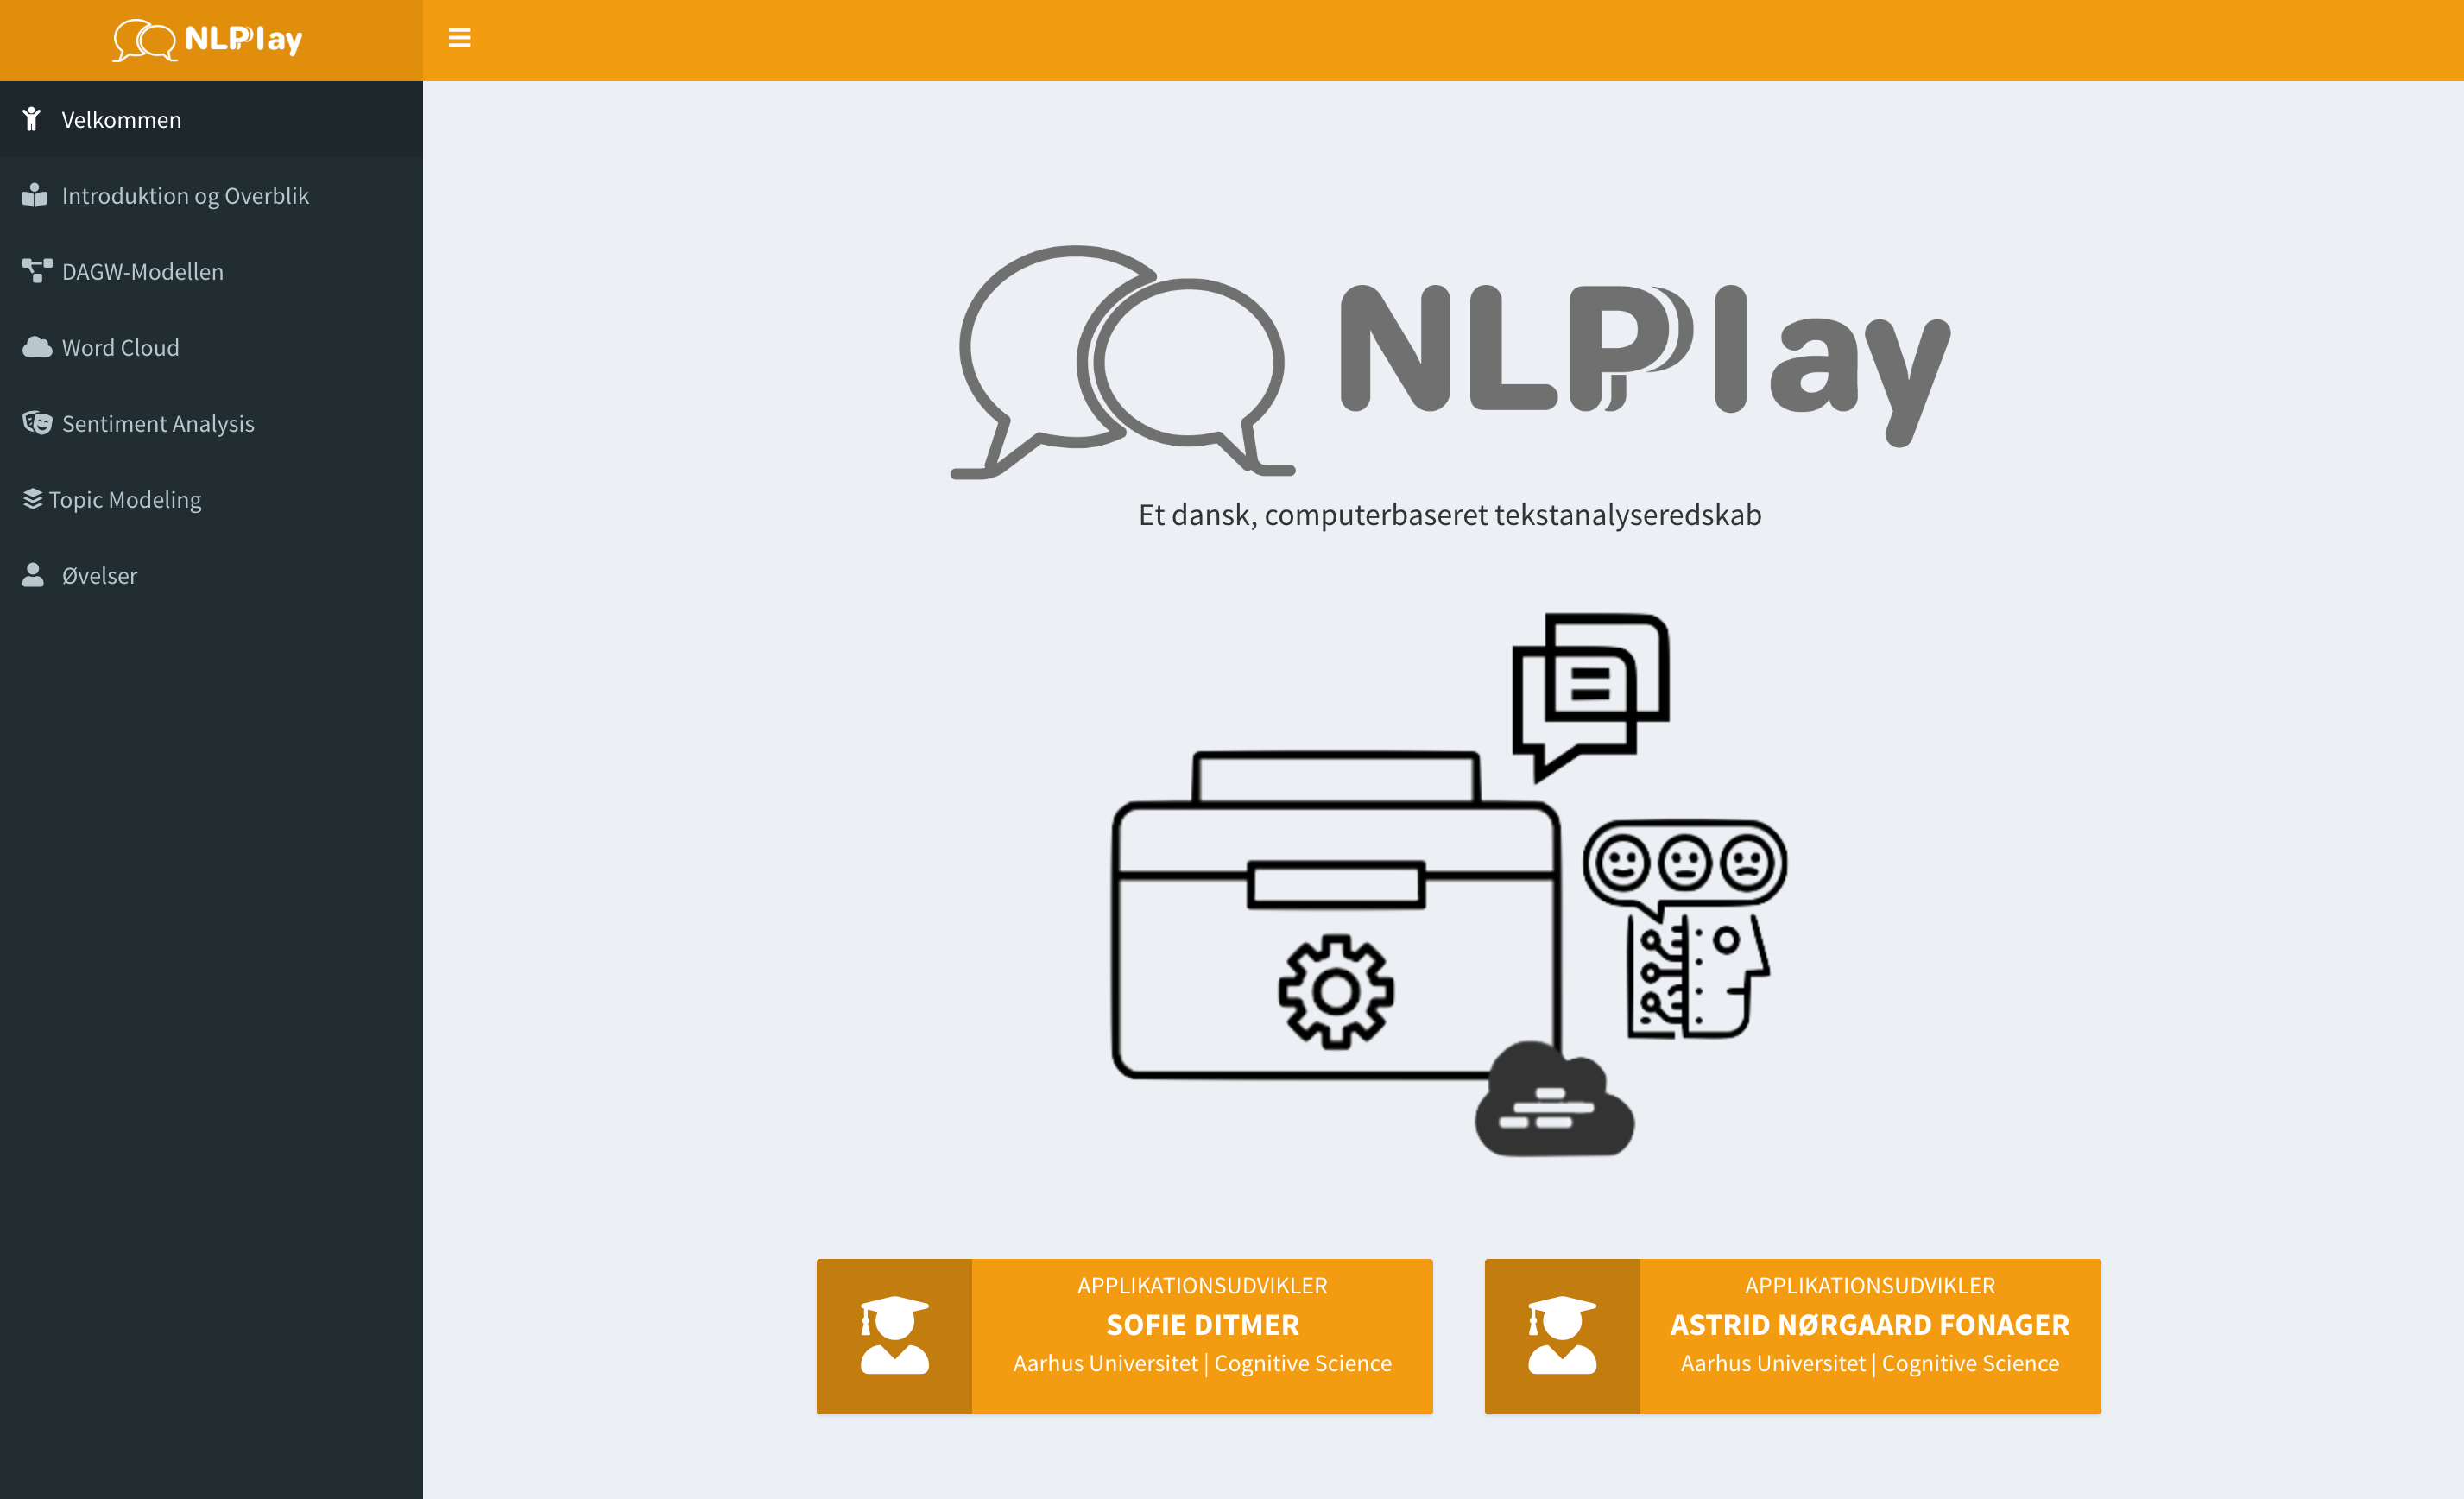 NLPlay
Velkommen
Introduktion og Overblik
DAGW-Modellen
Word Cloud
Sentiment Analysis
Topic Modeling
Øvelser
NLPlay
Et dansk, computerbaseret tekstanalyseredskab
APPLIKATIONSUDVIKLER
SOFIE DITMER
Aarhus Universitet | Cognitive Science
APPLIKATIONSUDVIKLER
ASTRID NØRGAARD FONAGER
Aarhus Universitet | Cognitive Science